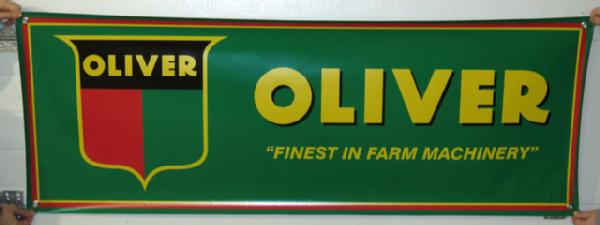 OLIVER
OLIVER
"FINEST IN FARM MACHINERY"